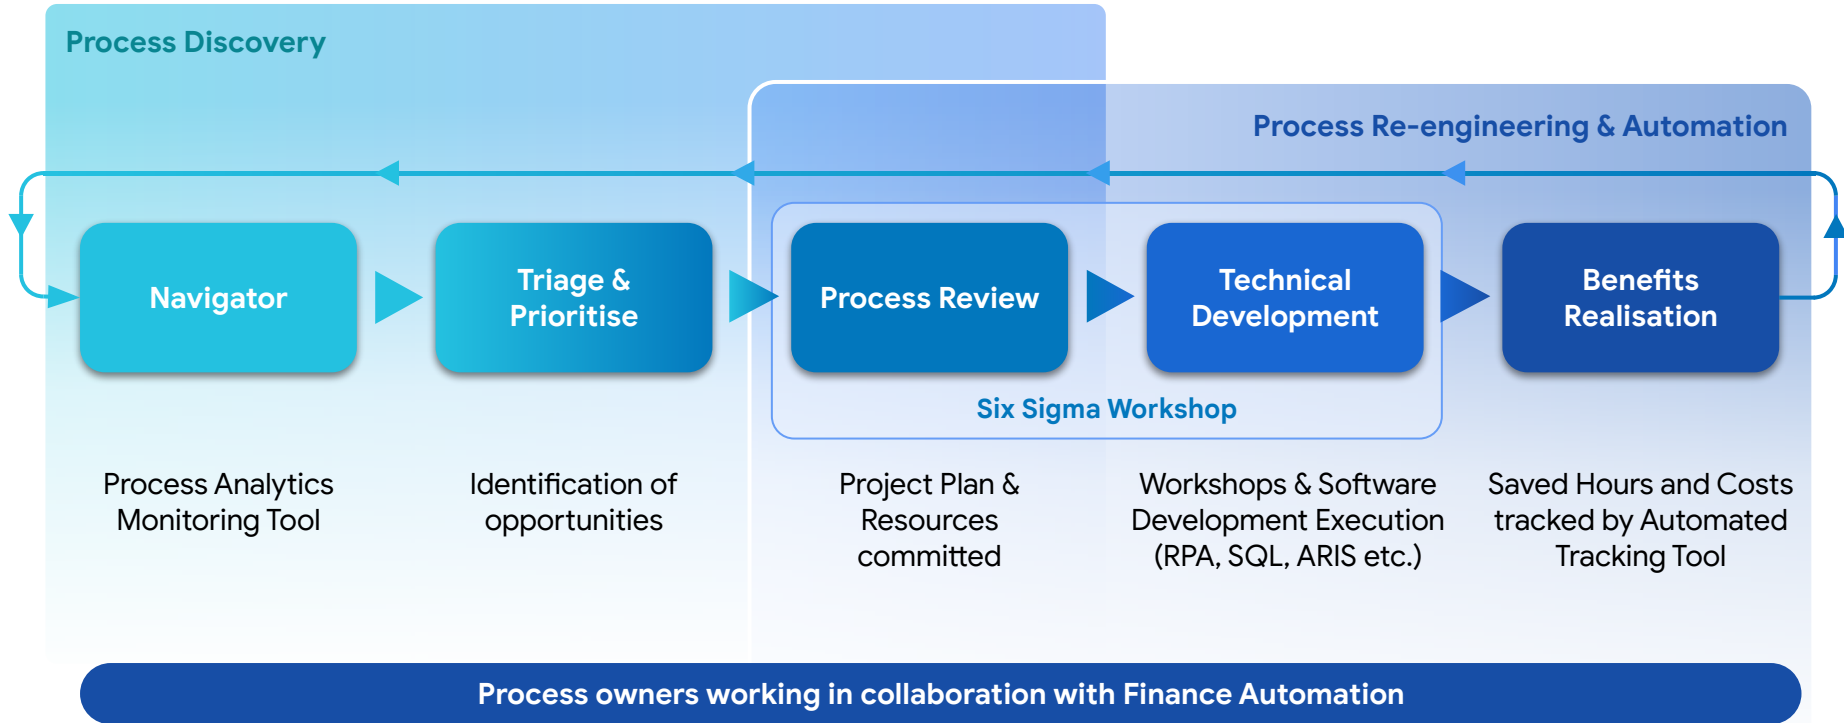 Process Discovery
Process Re-engineering & Automation
Navigator
Triage &
Prioritise
Process Review
Technical
Development
Benefits
Realisation
Six Sigma Workshop
Process Analytics
Monitoring Tool
Identification of
opportunities
Project Plan &
Resources
committed
Workshops & Software
Development Execution
(RPA, SQL, ARIS etc.)
Saved Hours and Costs
tracked by Automated
Tracking Tool
Process owners working in collaboration with Finance Automation